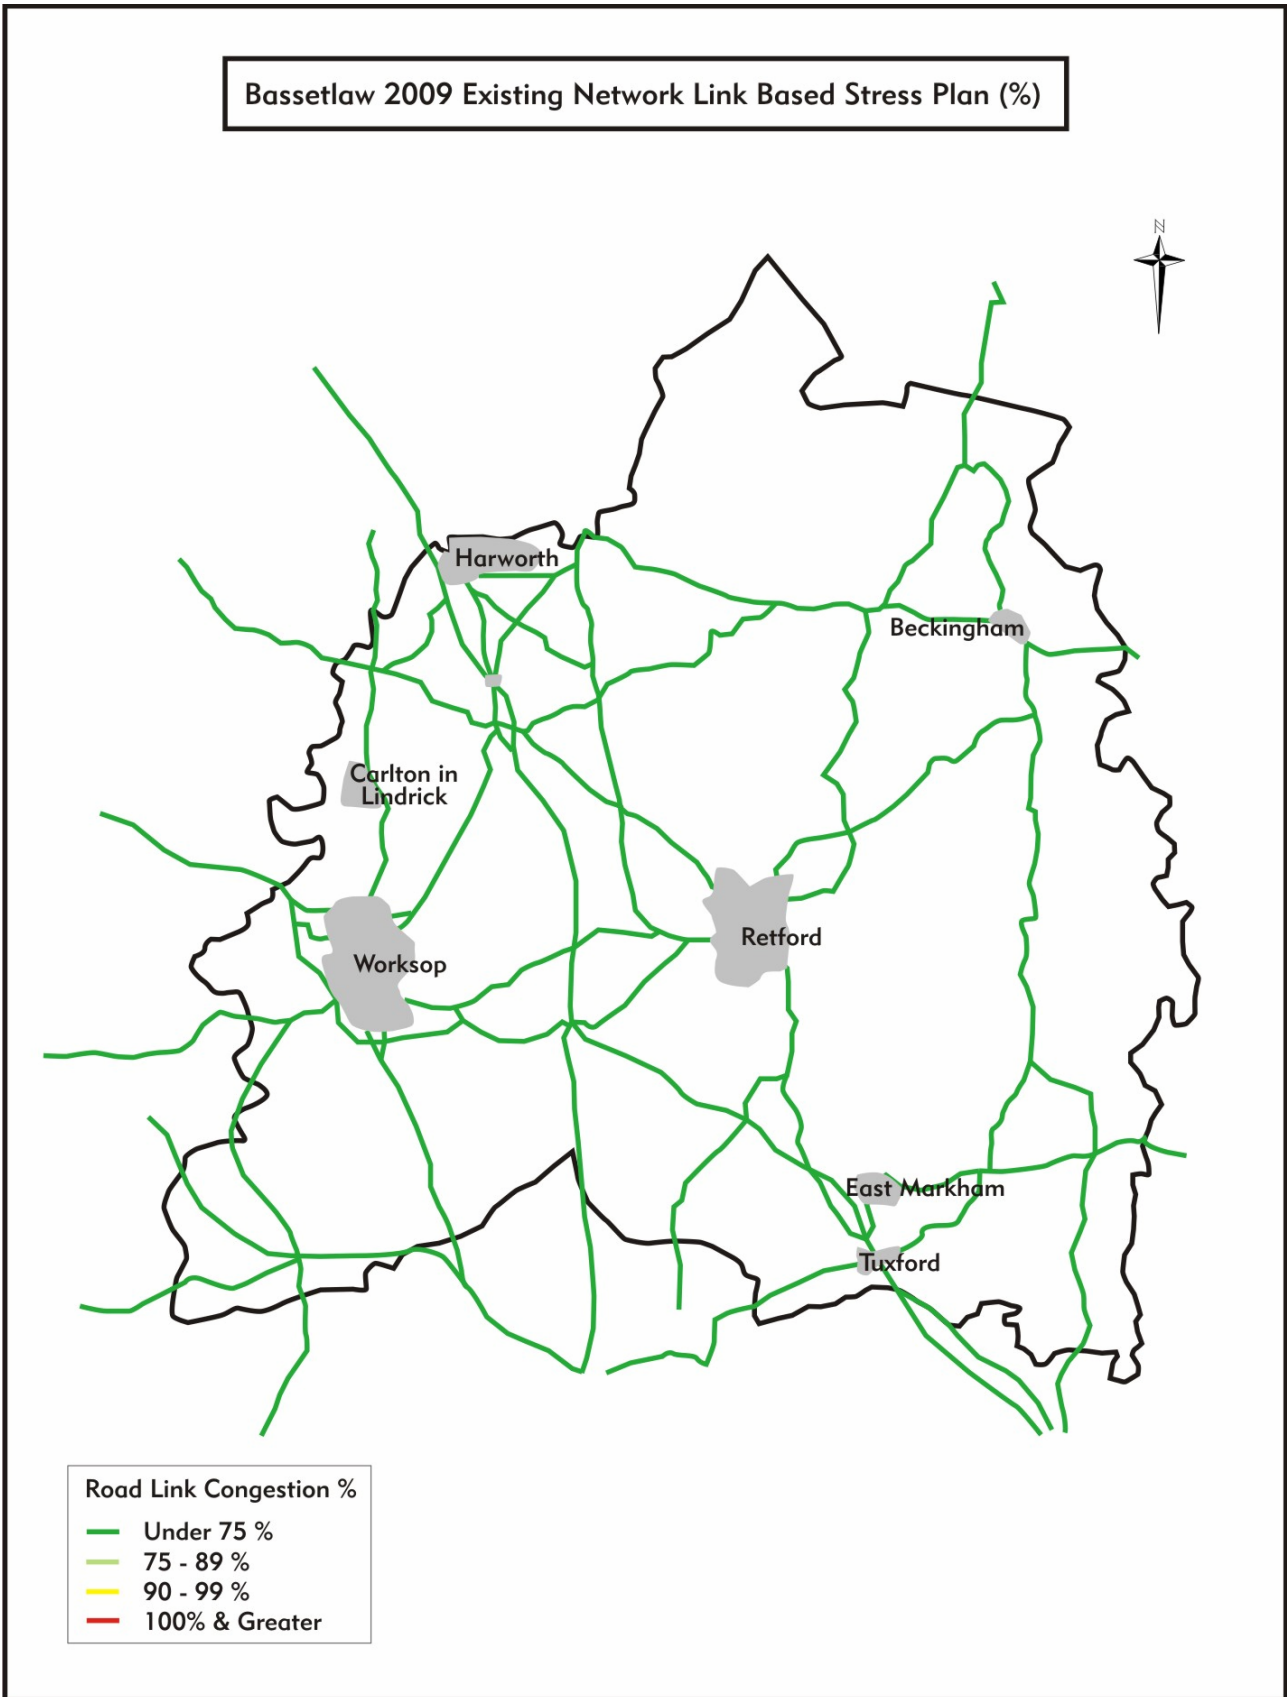 Bassetlaw 2009 Existing Network Link Based Stress Plan (%)
N
Harworth
Beckingham
Carlton in
Lindrick
Retford
Worksop
East Markham
Tuxford
Road Link Congestion %
Under 75 %
75 - 89 %
90 - 99 %
100% & Greater